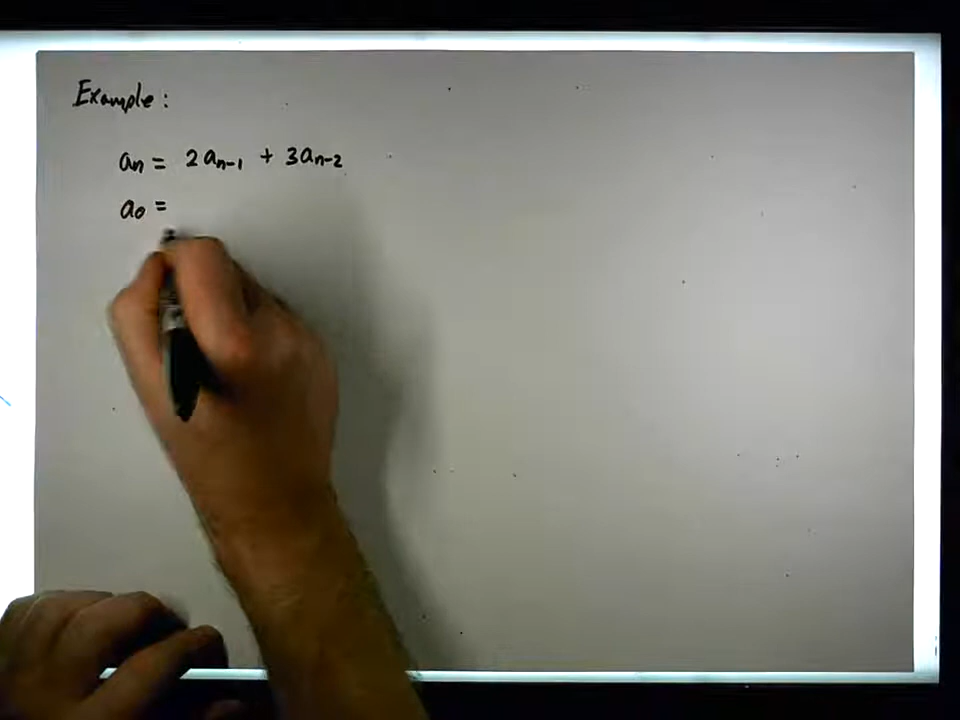 Example:
aₙ = 2aₙ₋₁ + 3aₙ₋₂
a₀ =